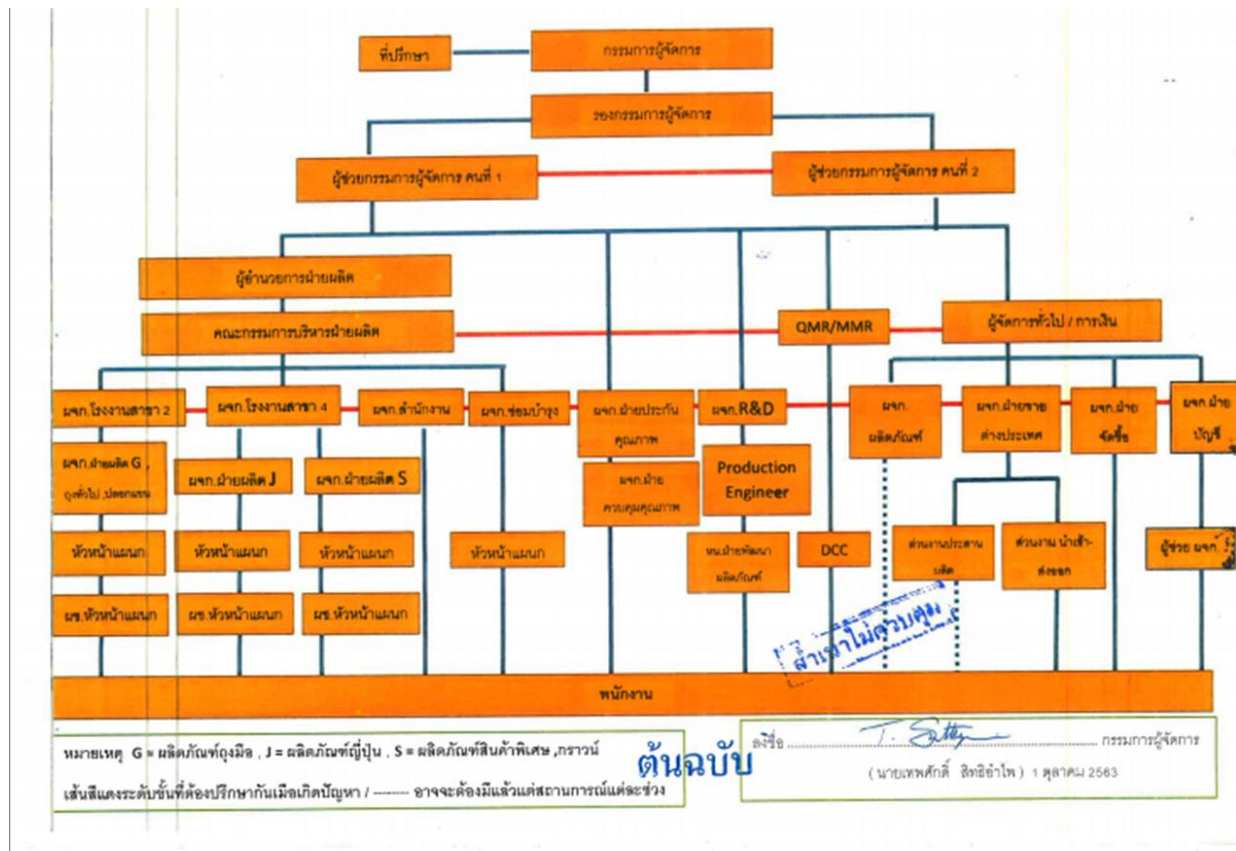 ที่ปรึกษา
กรรมการผู้จัดการ
รองกรรมการผู้จัดการ
ผู้ช่วยกรรมการผู้จัดการ คนที่ 1
ผู้ช่วยกรรมการผู้จัดการ คนที่ 2
ผู้อำนวยการฝ่ายผลิต
คณะกรรมการบริหารฝ่ายผลิต
QMR/MMR
ผู้จัดการทั่วไป / การเงิน
ผจก.โรงงานสาขา 2
ผจก.โรงงานสาขา 4
ผจก.สำนักงาน
ผจก.ซ่อมบำรุง
ผจก.ฝ่ายประกัน
คุณภาพ
ผจก.R&D
ผจก.
ผลิตภัณฑ์
ผจก.ฝ่ายขาย
ต่างประเทศ
ผจก.ฝ่าย
จัดซื้อ
ผจก.ฝ่าย
บัญชี
ผจก.ฝ่ายผลิต G ,
ถุงทั่วไป ,ปลอกแขน
ผจก.ฝ่ายผลิต J
ผจก.ฝ่ายผลิต S
ผจก.ฝ่าย
ควบคุมคุณภาพ
Production
Engineer
หัวหน้าแผนก
หัวหน้าแผนก
หัวหน้าแผนก
หัวหน้าแผนก
หน.ฝ่ายพัฒนา
ผลิตภัณฑ์
DCC
ส่วนงานประสาน
ผลิต
ส่วนงาน นำเข้า-
ส่งออก
ผู้ช่วย ผจก.
ผช.หัวหน้าแผนก
ผช.หัวหน้าแผนก
ผช.หัวหน้าแผนก
สำเนาไม่ควบคุม
พนักงาน
หมายเหตุ G = ผลิตภัณฑ์ถุงมือ , J = ผลิตภัณฑ์ญี่ปุ่น , S = ผลิตภัณฑ์สินค้าพิเศษ ,กราวน์
เส้นสีแดงระดับชั้นที่ต้องปรึกษากันเมื่อเกิดปัญหา / -------- อาจจะต้องมีแล้วแต่สถานการณ์แต่ละช่วง
ต้นฉบับ
ลงชื่อ ........ กรรมการผู้จัดการ
( นายเทพศักดิ์ สิทธิอำไพ ) 1 ตุลาคม 2563